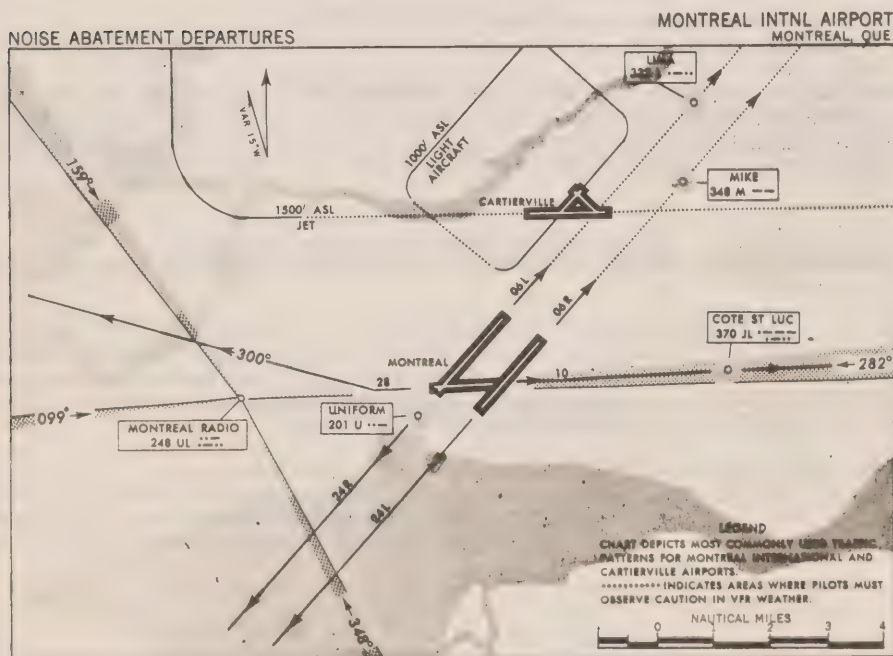 NOISE ABATEMENT DEPARTURES
MONTREAL INTNL AIRPORT
MONTREAL, QUE
VAR 15°W
159°
1000' ASL
LIGHT
AIRCRAFT
MIKE
348 M
CARTIERVILLE
1500' ASL
JET
06L
06R
COTE ST LUC
370 JL
300°
MONTREAL
28
10
282°
099°
MONTREAL RADIO
248 UL
UNIFORM
201 U
24R
348°
LEGEND
CHART DEPICTS MOST COMMONLY USED TRAFFIC
PATTERNS FOR MONTREAL INTERNATIONAL AND
CARTIERVILLE AIRPORTS.
INDICATES AREAS WHERE PILOTS MUST
OBSERVE CAUTION IN VFR WEATHER.
NAUTICAL MILES
1 0 1 2 3 4